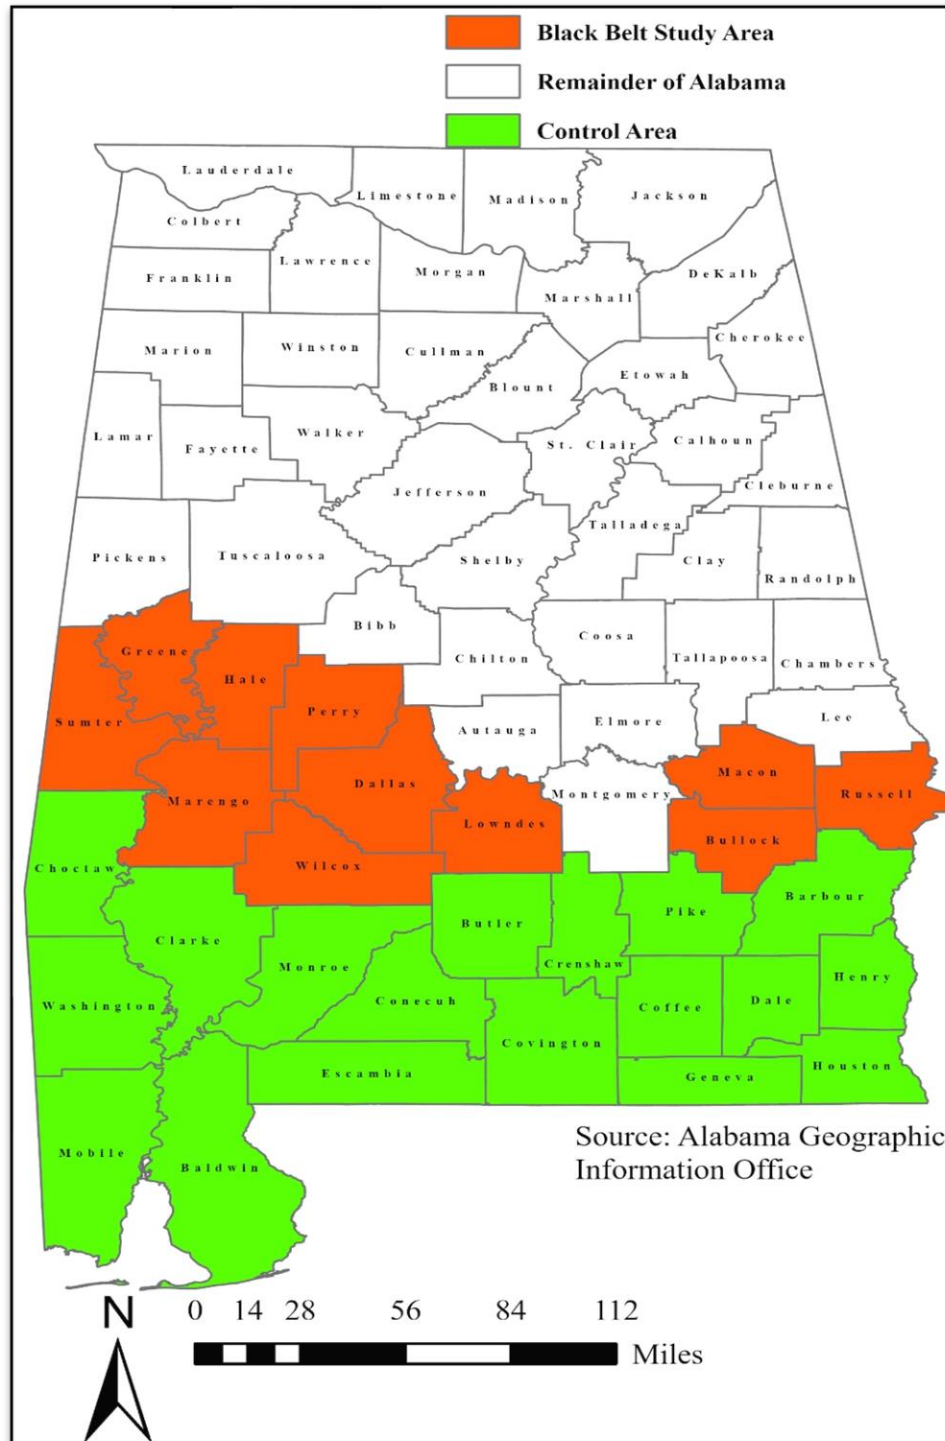 Black Belt Study Area
Remainder of Alabama
Control Area
Lauderdale
Limestone
Madison
Jackson
Colbert
Lawrence
Morgan
DeKalb
Franklin
Marshall
Cherokee
Marion
Winston
Cullman
Blount
Etowah
Lamar
Fayette
Walker
St. Clair
Calhoun
Jefferson
Cleburne
Talladega
Pickens
Tuscaloosa
Shelby
Clay
Randolph
Bibb
Coosa
Greene
Hale
Chilton
Tallapoosa
Chambers
Sumter
Perry
Autauga
Elmore
Lee
Marengo
Dallas
Lowndes
Montgomery
Macon
Russell
Choctaw
Wilcox
Bullock
Clarke
Butler
Pike
Barbour
Monroe
Crenshaw
Washington
Conecuh
Coffee
Dale
Henry
Covington
Escambia
Geneva
Houston
Mobile
Baldwin
Source: Alabama Geographic
Information Office
N
0 14 28 56 84 112
Miles